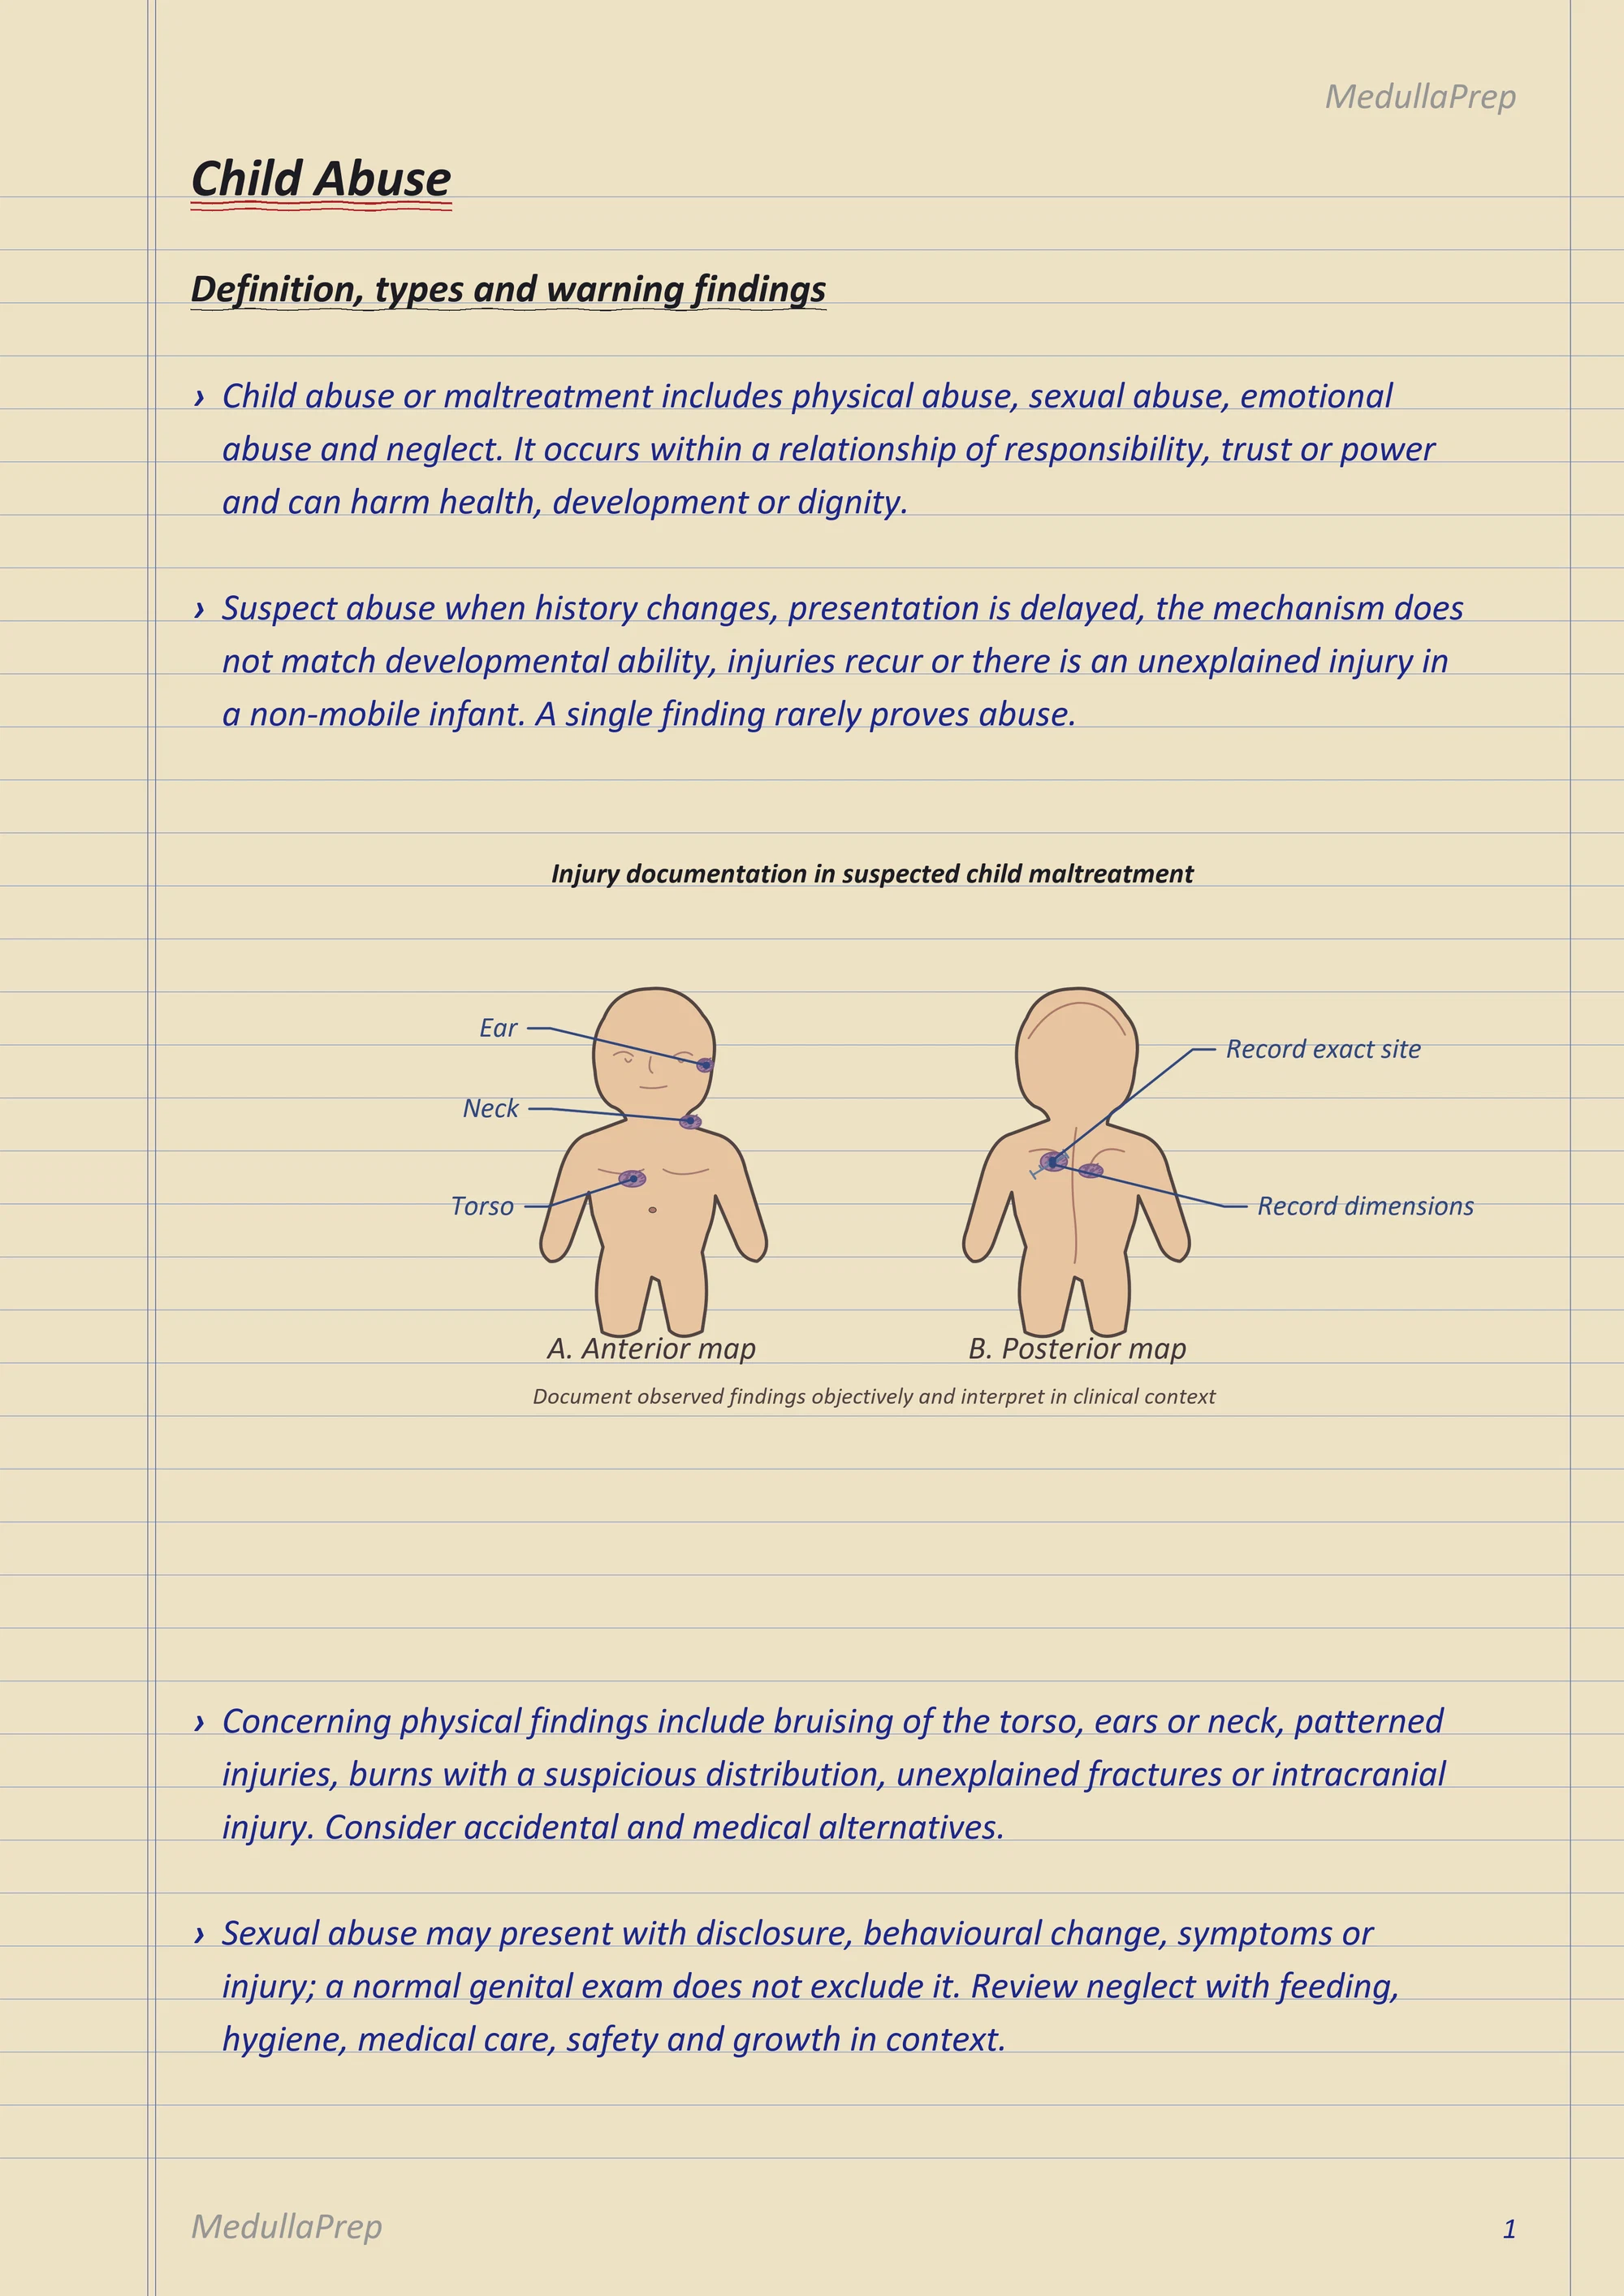 MedullaPrep
Child Abuse
Definition, types and warning findings
› Child abuse or maltreatment includes physical abuse, sexual abuse, emotional
abuse and neglect. It occurs within a relationship of responsibility, trust or power
and can harm health, development or dignity.
› Suspect abuse when history changes, presentation is delayed, the mechanism does
not match developmental ability, injuries recur or there is an unexplained injury in
a non-mobile infant. A single finding rarely proves abuse.
Injury documentation in suspected child maltreatment
Ear
Neck
Torso
Record exact site
Record dimensions
A. Anterior map
B. Posterior map
Document observed findings objectively and interpret in clinical context
› Concerning physical findings include bruising of the torso, ears or neck, patterned
injuries, burns with a suspicious distribution, unexplained fractures or intracranial
injury. Consider accidental and medical alternatives.
› Sexual abuse may present with disclosure, behavioural change, symptoms or
injury; a normal genital exam does not exclude it. Review neglect with feeding,
hygiene, medical care, safety and growth in context.
MedullaPrep
1